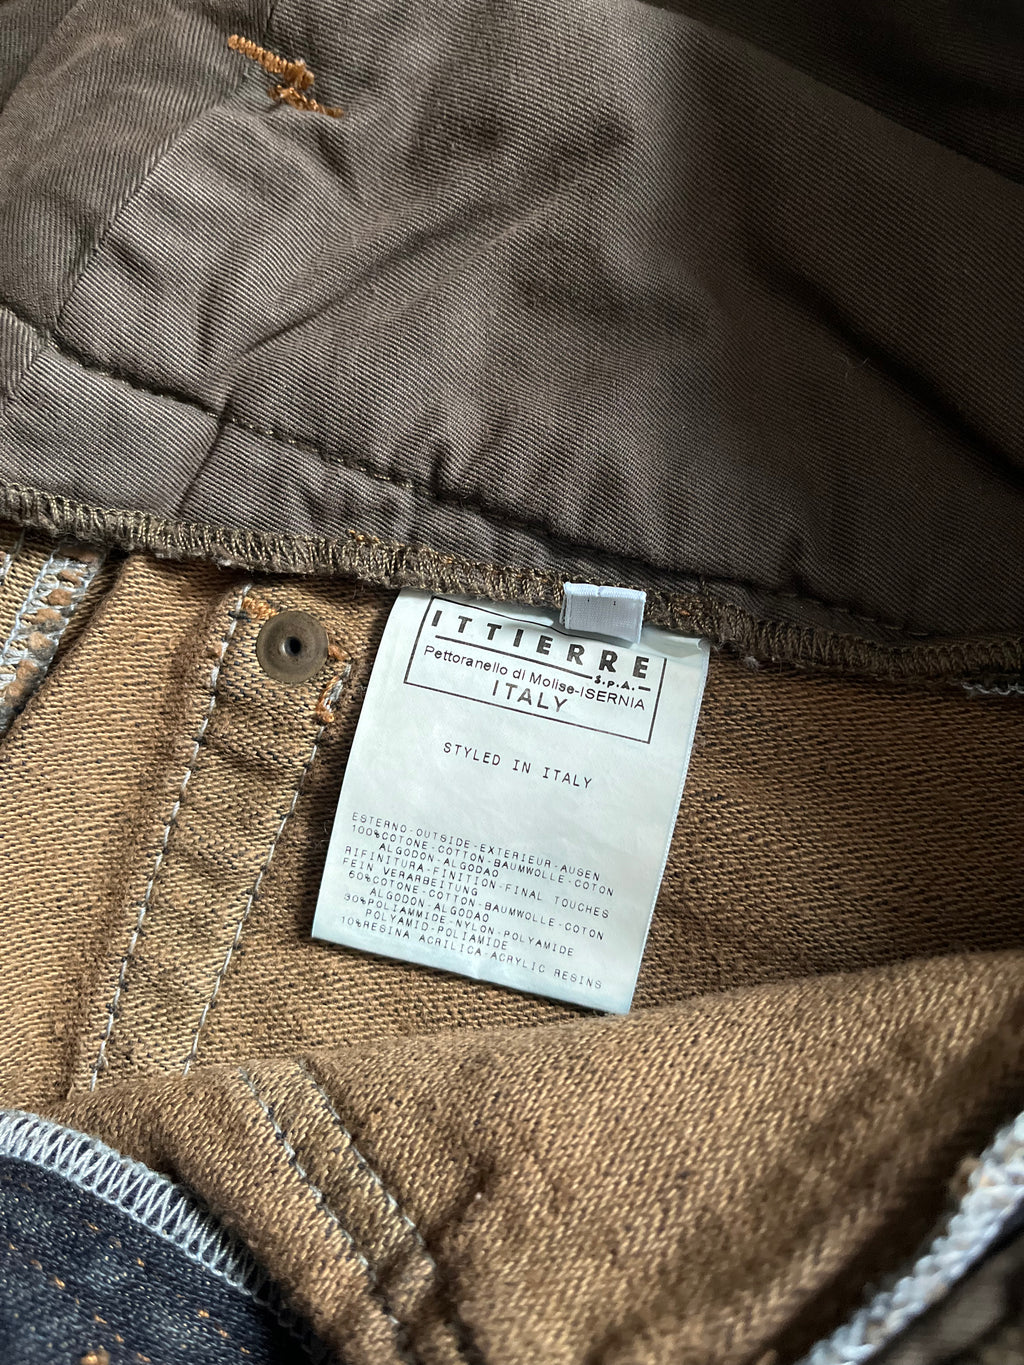 ITTIERRE
S.P.A.
Pettoranello di Molise-ISERNIA
ITALY
STYLED IN ITALY
ESTERNO-OUTSIDE-EXTERIEUR-AUSEN
100%COTONE-COTTON-BAUMWOLLE-COTON
ALGODON-ALGODAO
RIFINITURA-FINITION-FINAL TOUCHES
FEIN VERARBEITUNG
60%COTONE-COTTON-BAUMWOLLE-COTON
ALGODON-ALGODAO
30%POLIAMMIDE-NYLON-POLYAMIDE
POLYAMID-POLIAMIDE
10%RESINA ACRILICA-ACRYLIC RESINS